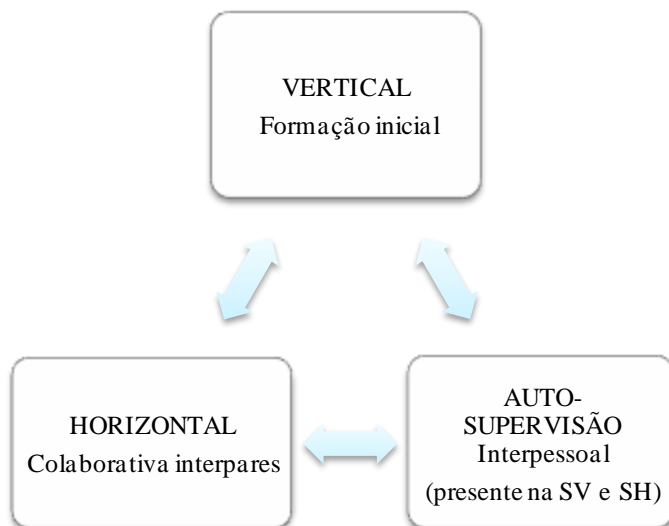 VERTICAL
Formação inicial
HORIZONTAL
Colaborativa interpares
AUTO-
SUPERVISÃO
Interpessoal
(presente na SV e SH)